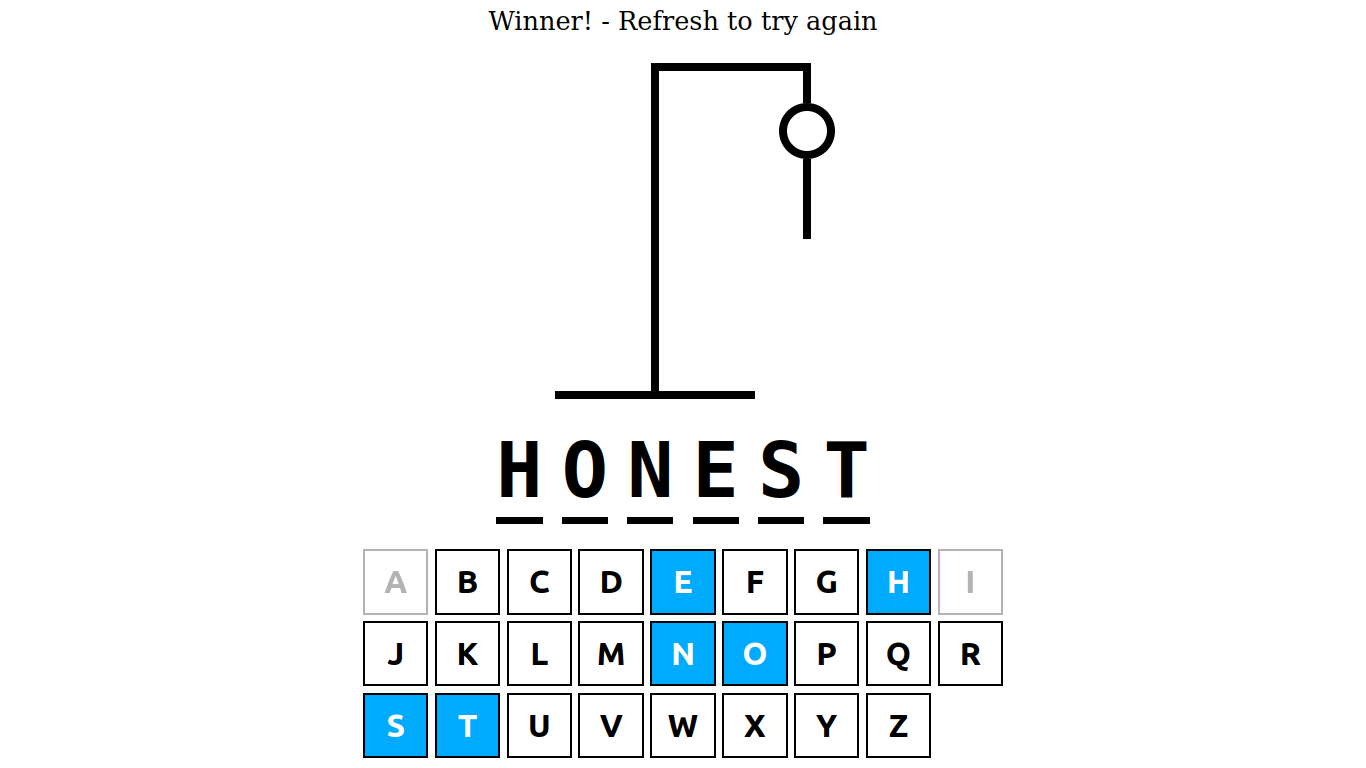 Winner! - Refresh to try again
HONEST
A B C D E F G H I
J K L M N O P Q R
S T U V W X Y Z